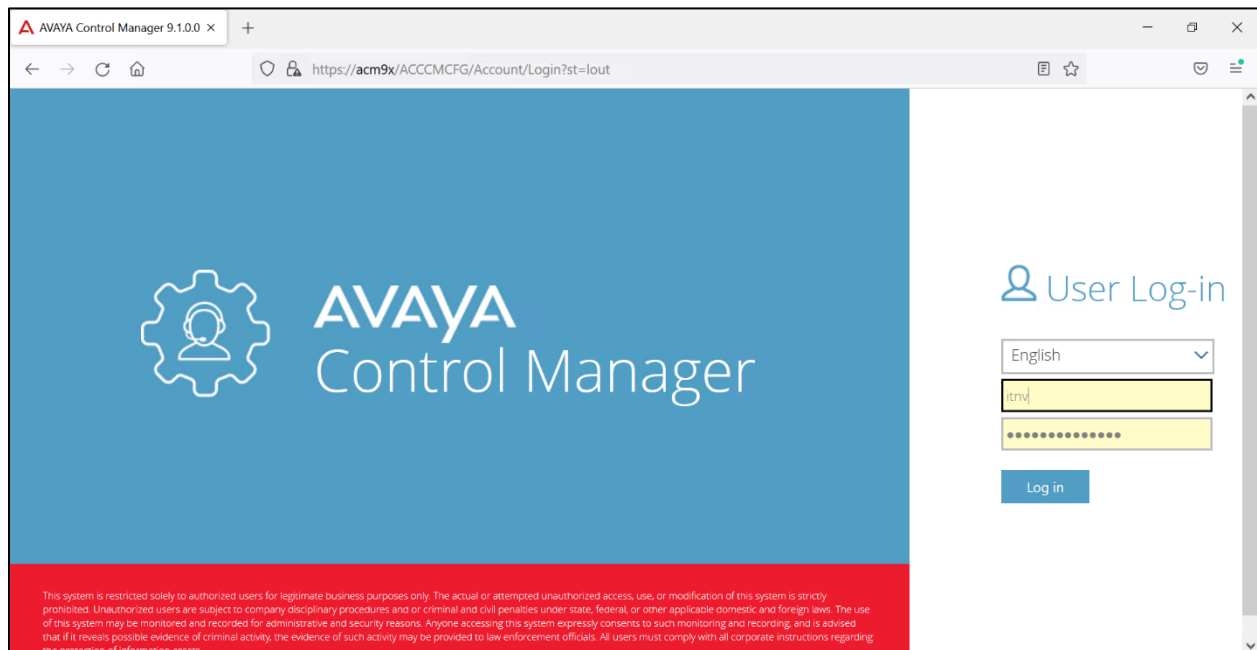 AVAYA Control Manager 9.1.0.0
https://acm9x/ACCCMCFG/Account/Login?st=lout
AVAYA
Control Manager
User Log-in
English
itnv
Log in
This system is restricted solely to authorized users for legitimate business purposes only. The actual or attempted unauthorized access, use, or modification of this system is strictly
prohibited. Unauthorized users are subject to company disciplinary procedures and or criminal and civil penalties under state, federal, or other applicable domestic and foreign laws. The use
of this system may be monitored and recorded for administrative and security reasons. Anyone accessing this system expressly consents to such monitoring and recording, and is advised
that if it reveals possible evidence of criminal activity, the evidence of such activity may be provided to law enforcement officials. All users must comply with all corporate instructions regarding
the protection of information assets.